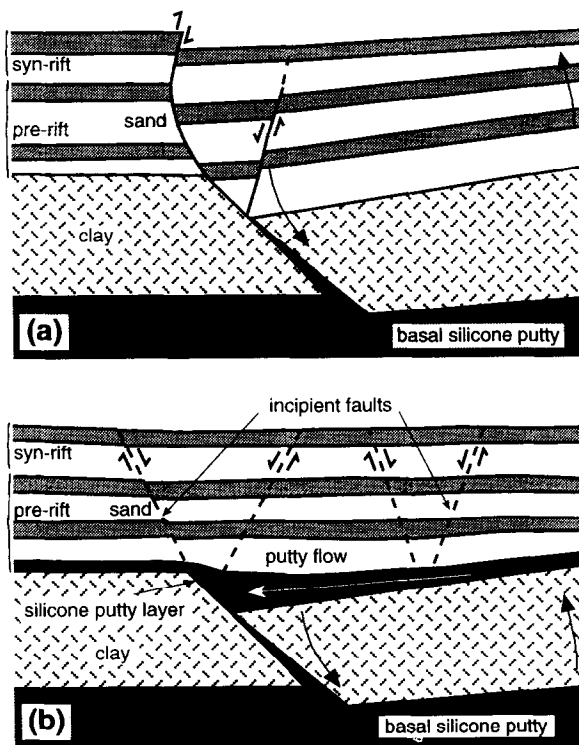 syn-rift
pre-rift
sand
clay
(a)
basal silicone putty
incipient faults
syn-rift
pre-rift
sand
putty flow
silicone putty layer
clay
(b)
basal silicone putty